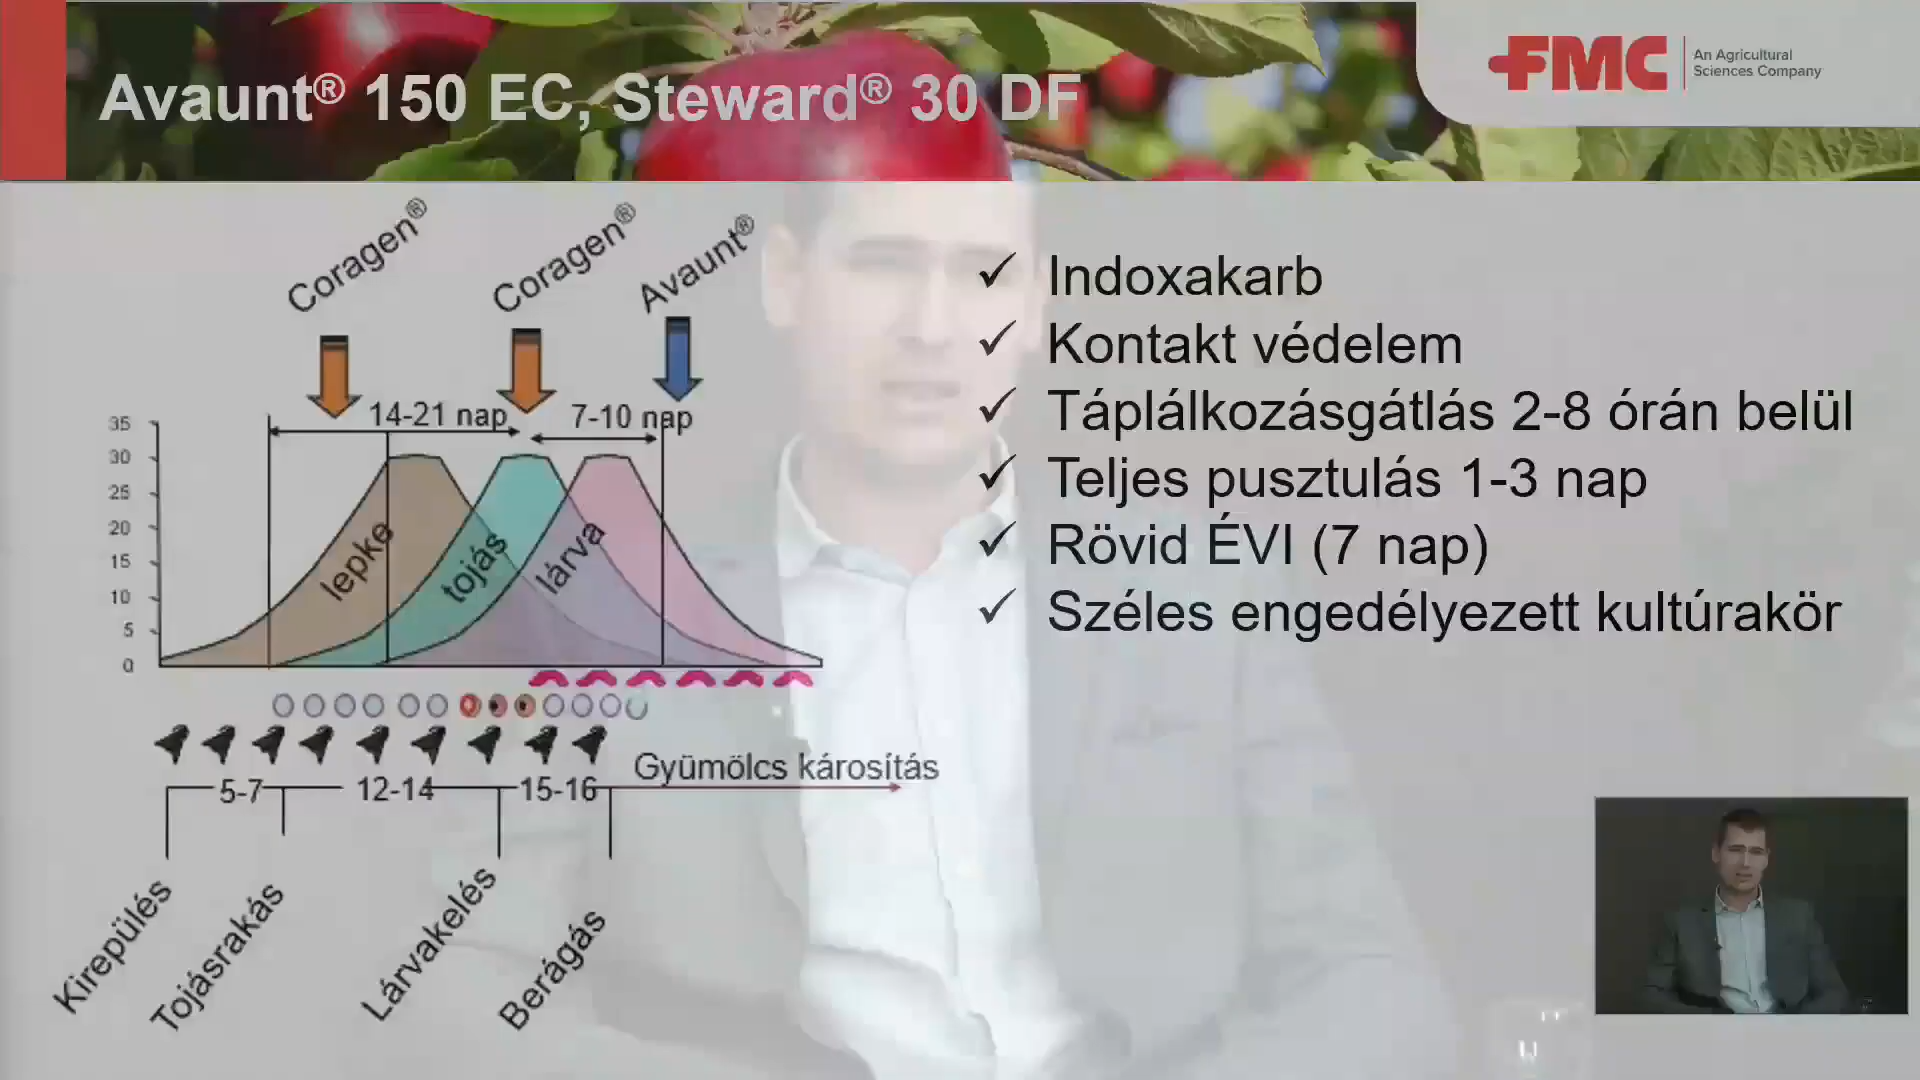 Avaunt® 150 EC, Steward® 30 DF
FMC
An Agricultural
Sciences Company
Coragen®
Coragen®
Avaunt®
14-21 nap
7-10 nap
35
30
25
20
15
10
5
0
lepke
tojás
lárva
5-7
12-14
15-16
Gyümölcs károsítás
Kirepülés
Tojásrakás
Lárvakelés
Berágás
✓ Indoxakarb
✓ Kontakt védelem
✓ Táplálkozásgátlás 2-8 órán belül
✓ Teljes pusztulás 1-3 nap
✓ Rövid ÉVI (7 nap)
✓ Széles engedélyezett kultúrakör